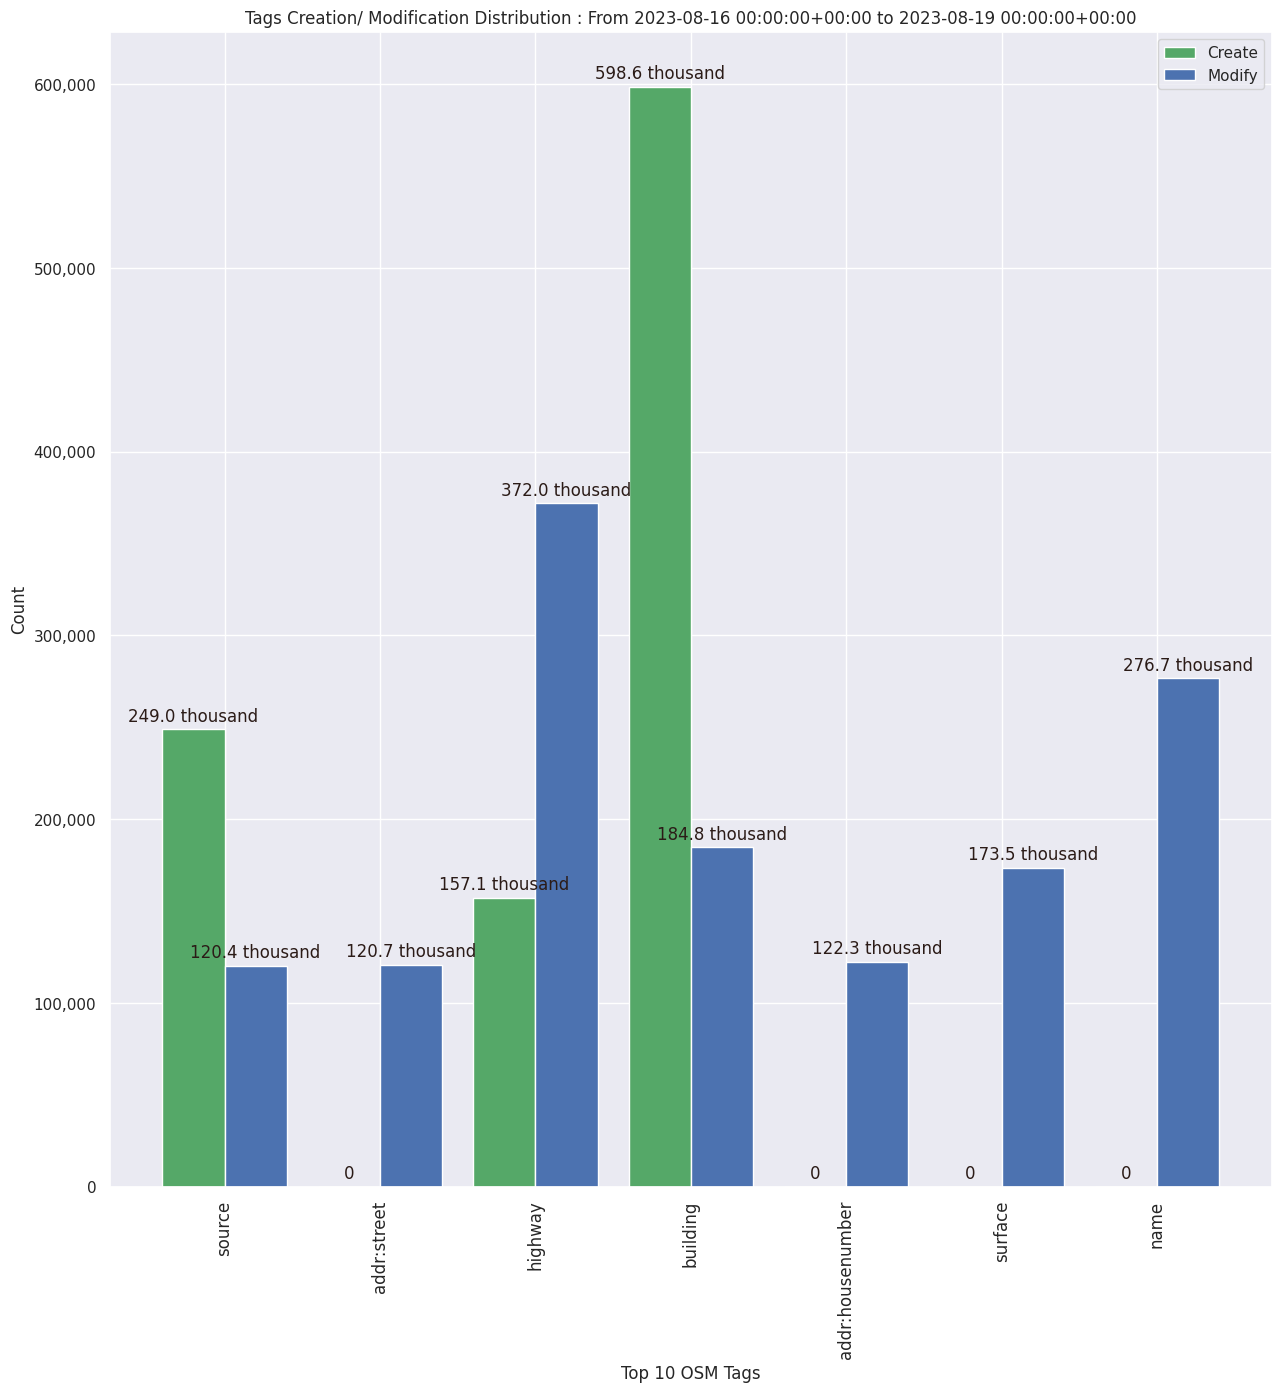 Tags Creation/ Modification Distribution : From 2023-08-16 00:00:00+00:00 to 2023-08-19 00:00:00+00:00
Create
Modify
598.6 thousand
600,000
500,000
372.0 thousand
400,000
Count
300,000
276.7 thousand
249.0 thousand
200,000
184.8 thousand
173.5 thousand
157.1 thousand
120.4 thousand
120.7 thousand
122.3 thousand
100,000
0
0
0
0
0
source
addr:street
highway
building
addr:housenumber
surface
name
Top 10 OSM Tags